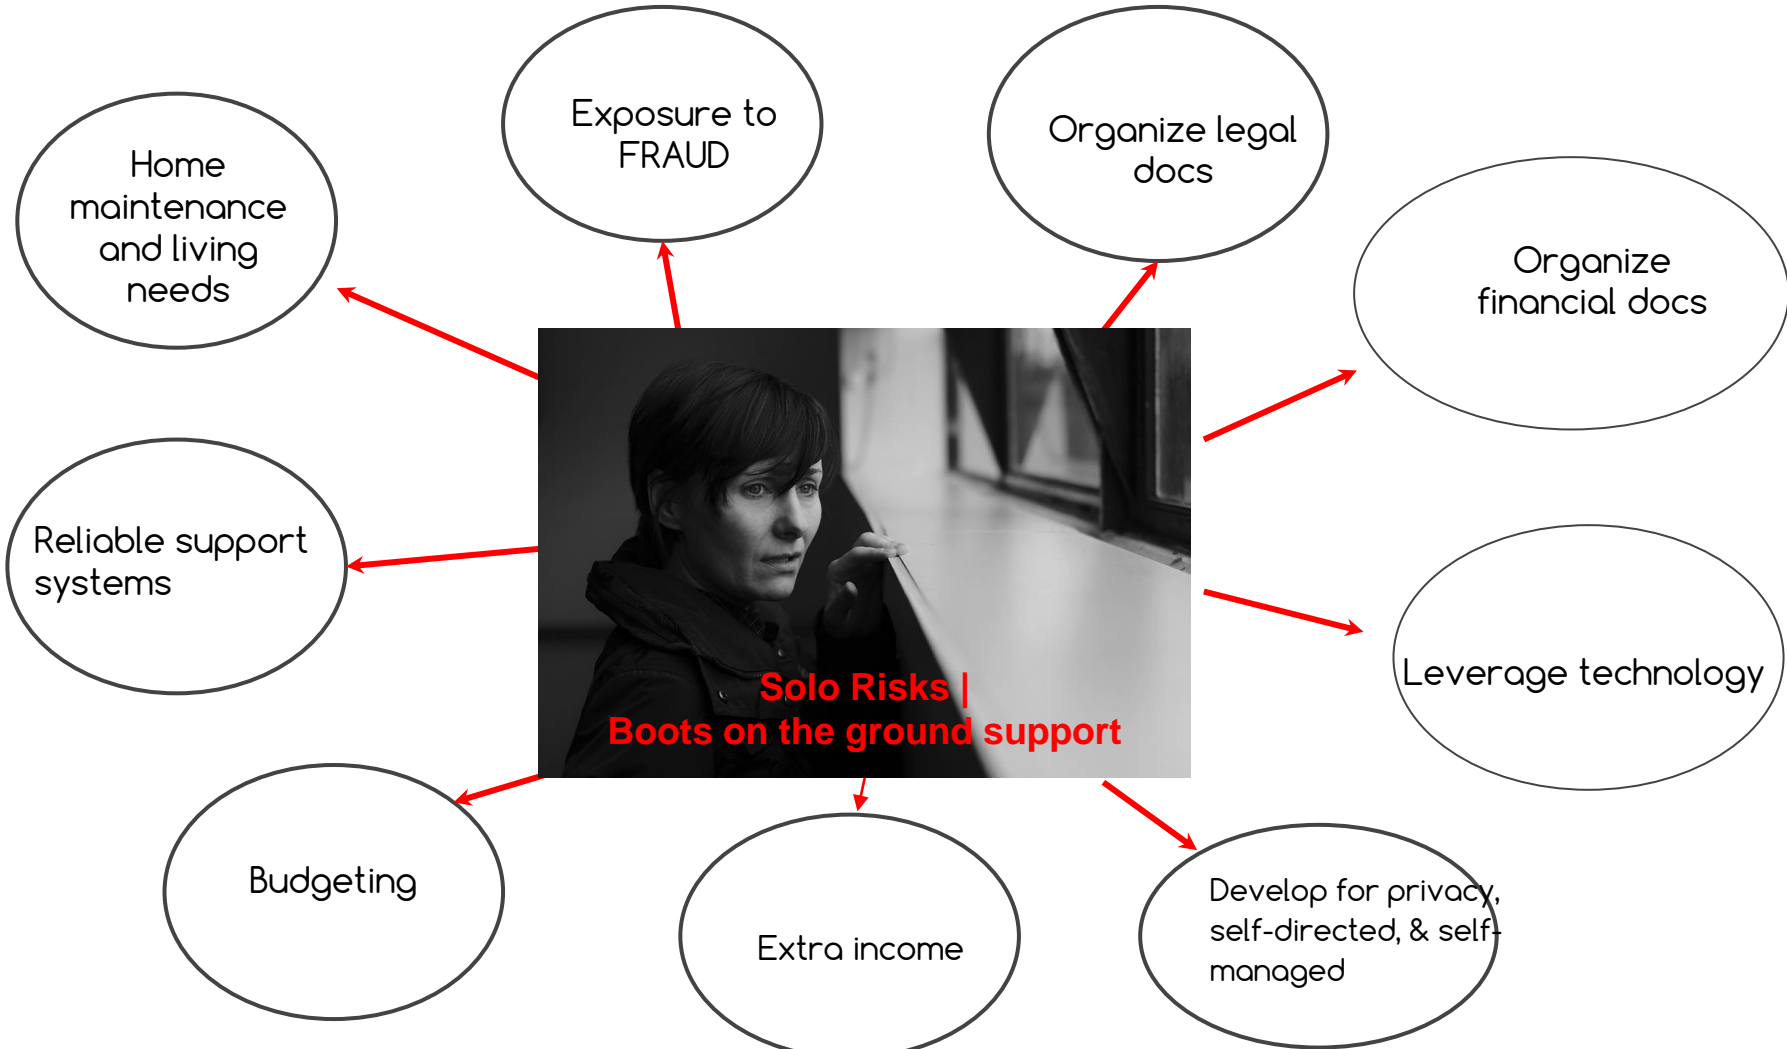 Exposure to
FRAUD
Organize legal
docs
Home
maintenance
and living
needs
Organize
financial docs
Reliable support
systems
Leverage technology
Solo Risks |
Boots on the ground support
Budgeting
Extra income
Develop for privacy,
self-directed, & self-
managed